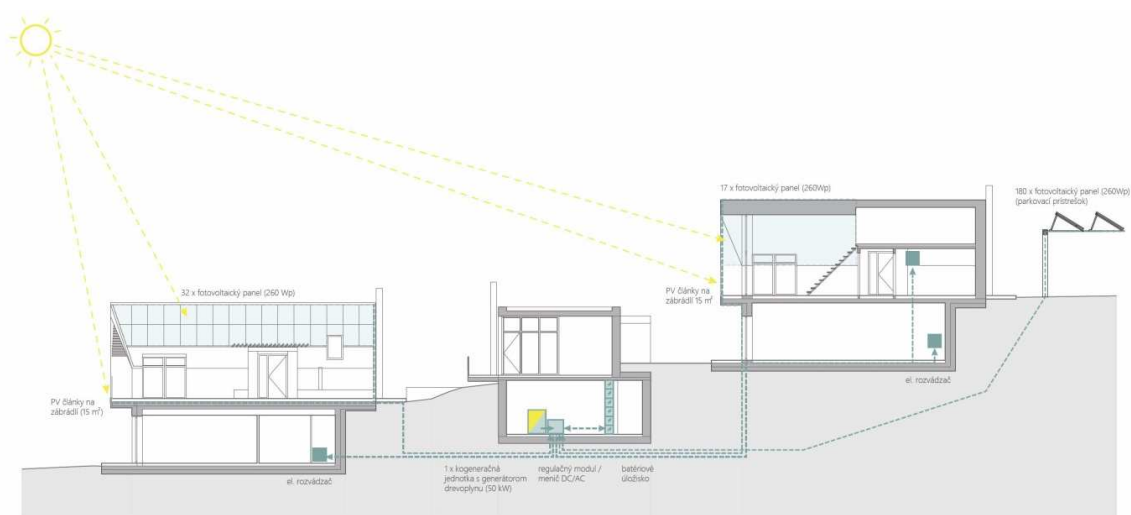 17 x fotovoltaický panel (260Wp)
180 x fotovoltaický panel (260Wp)
(parkovací prístrešok)
PV články na
zábrádlí 15 m²
32 x fotovoltaický panel (260 Wp)
el. rozvádzač
PV články na
zábrádlí (15 m²)
1 x kogeneračná
jednotka s generátorom
drevoplynu (50 kW)
regulačný modul /
menič DC/AC
batériové
úložisko
el. rozvádzač